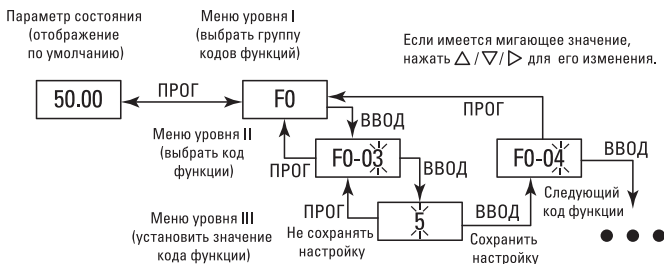 Параметр состояния
(отображение
по умолчанию)
Меню уровня I
(выбрать группу
кодов функций)
Если имеется мигающее значение,
нажать △ / ▽ / ▷ для его изменения.
50.00
ПРОГ
F0
ПРОГ
ВВОД
Меню уровня II
(выбрать код
функции)
ПРОГ
F0-03
ВВОД
F0-04
ВВОД
Меню уровня III
(установить значение
кода функции)
ПРОГ
Не сохранять
настройку
5
ВВОД
Сохранить
настройку
Следующий
код функции